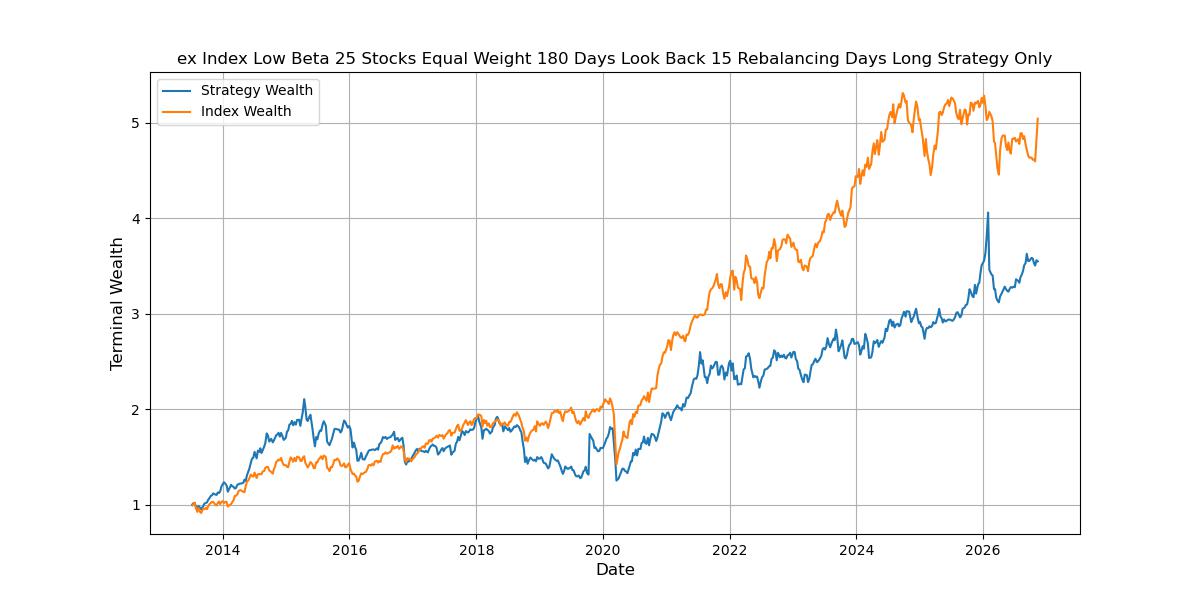 ex Index Low Beta 25 Stocks Equal Weight 180 Days Look Back 15 Rebalancing Days Long Strategy Only
Strategy Wealth
Index Wealth
Terminal Wealth
5
4
3
2
1
2014 2016 2018 2020 2022 2024 2026
Date